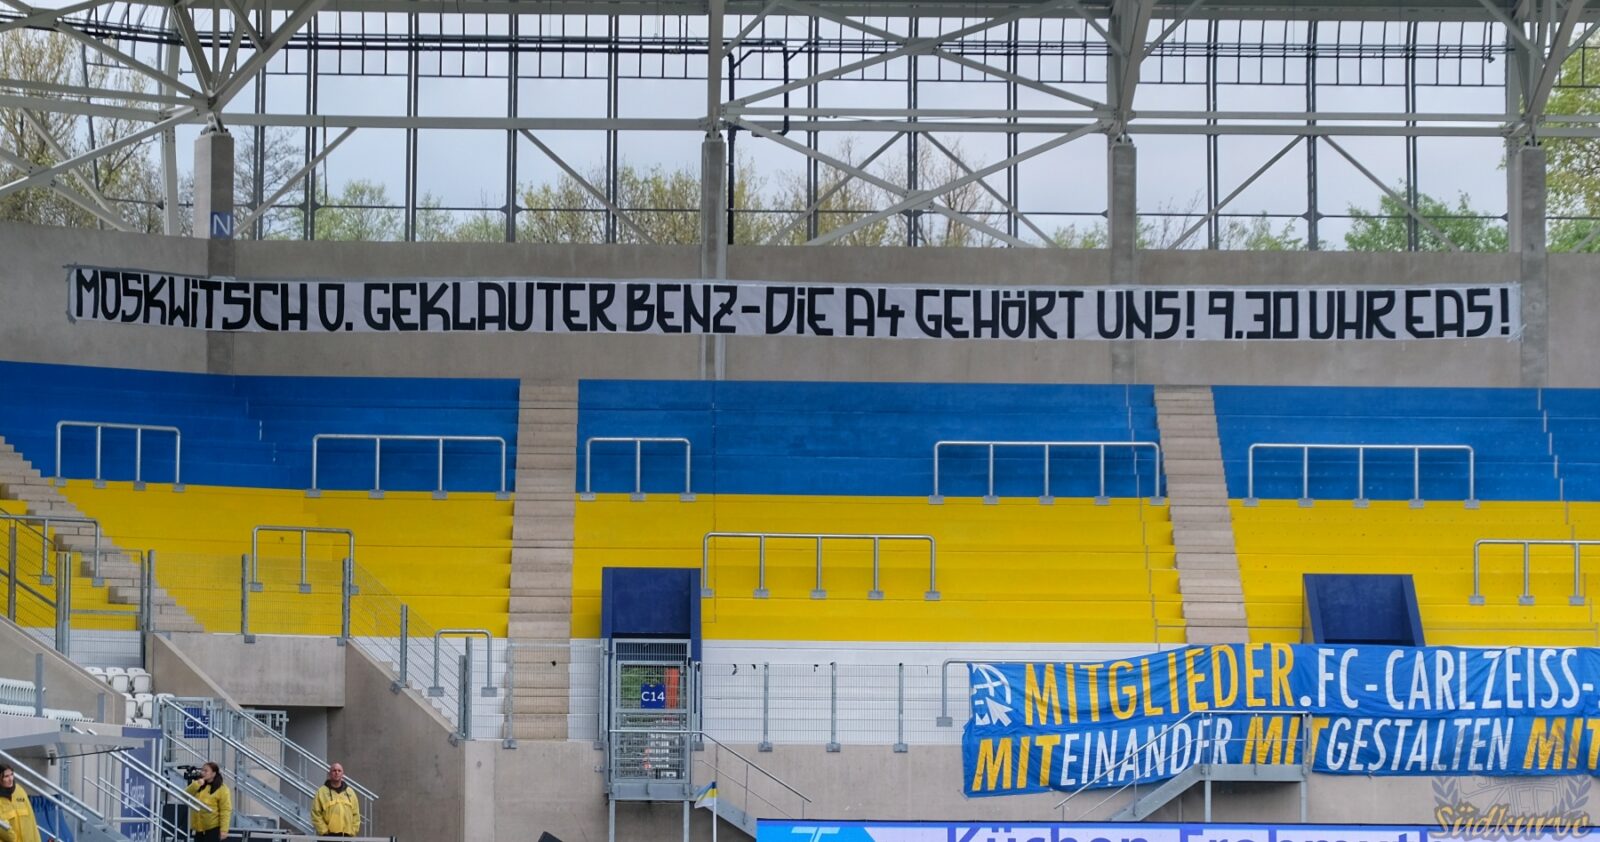 N
MOSKWiTSCH O. GEKLAUTER BENZ-DiE A4 GEHÖRT UNS! 9.30 UHR EAS!
C14
MITGLIEDER.FC-CARLZEISS-
MITEINANDER MITGESTALTEN MIT
Südkurve